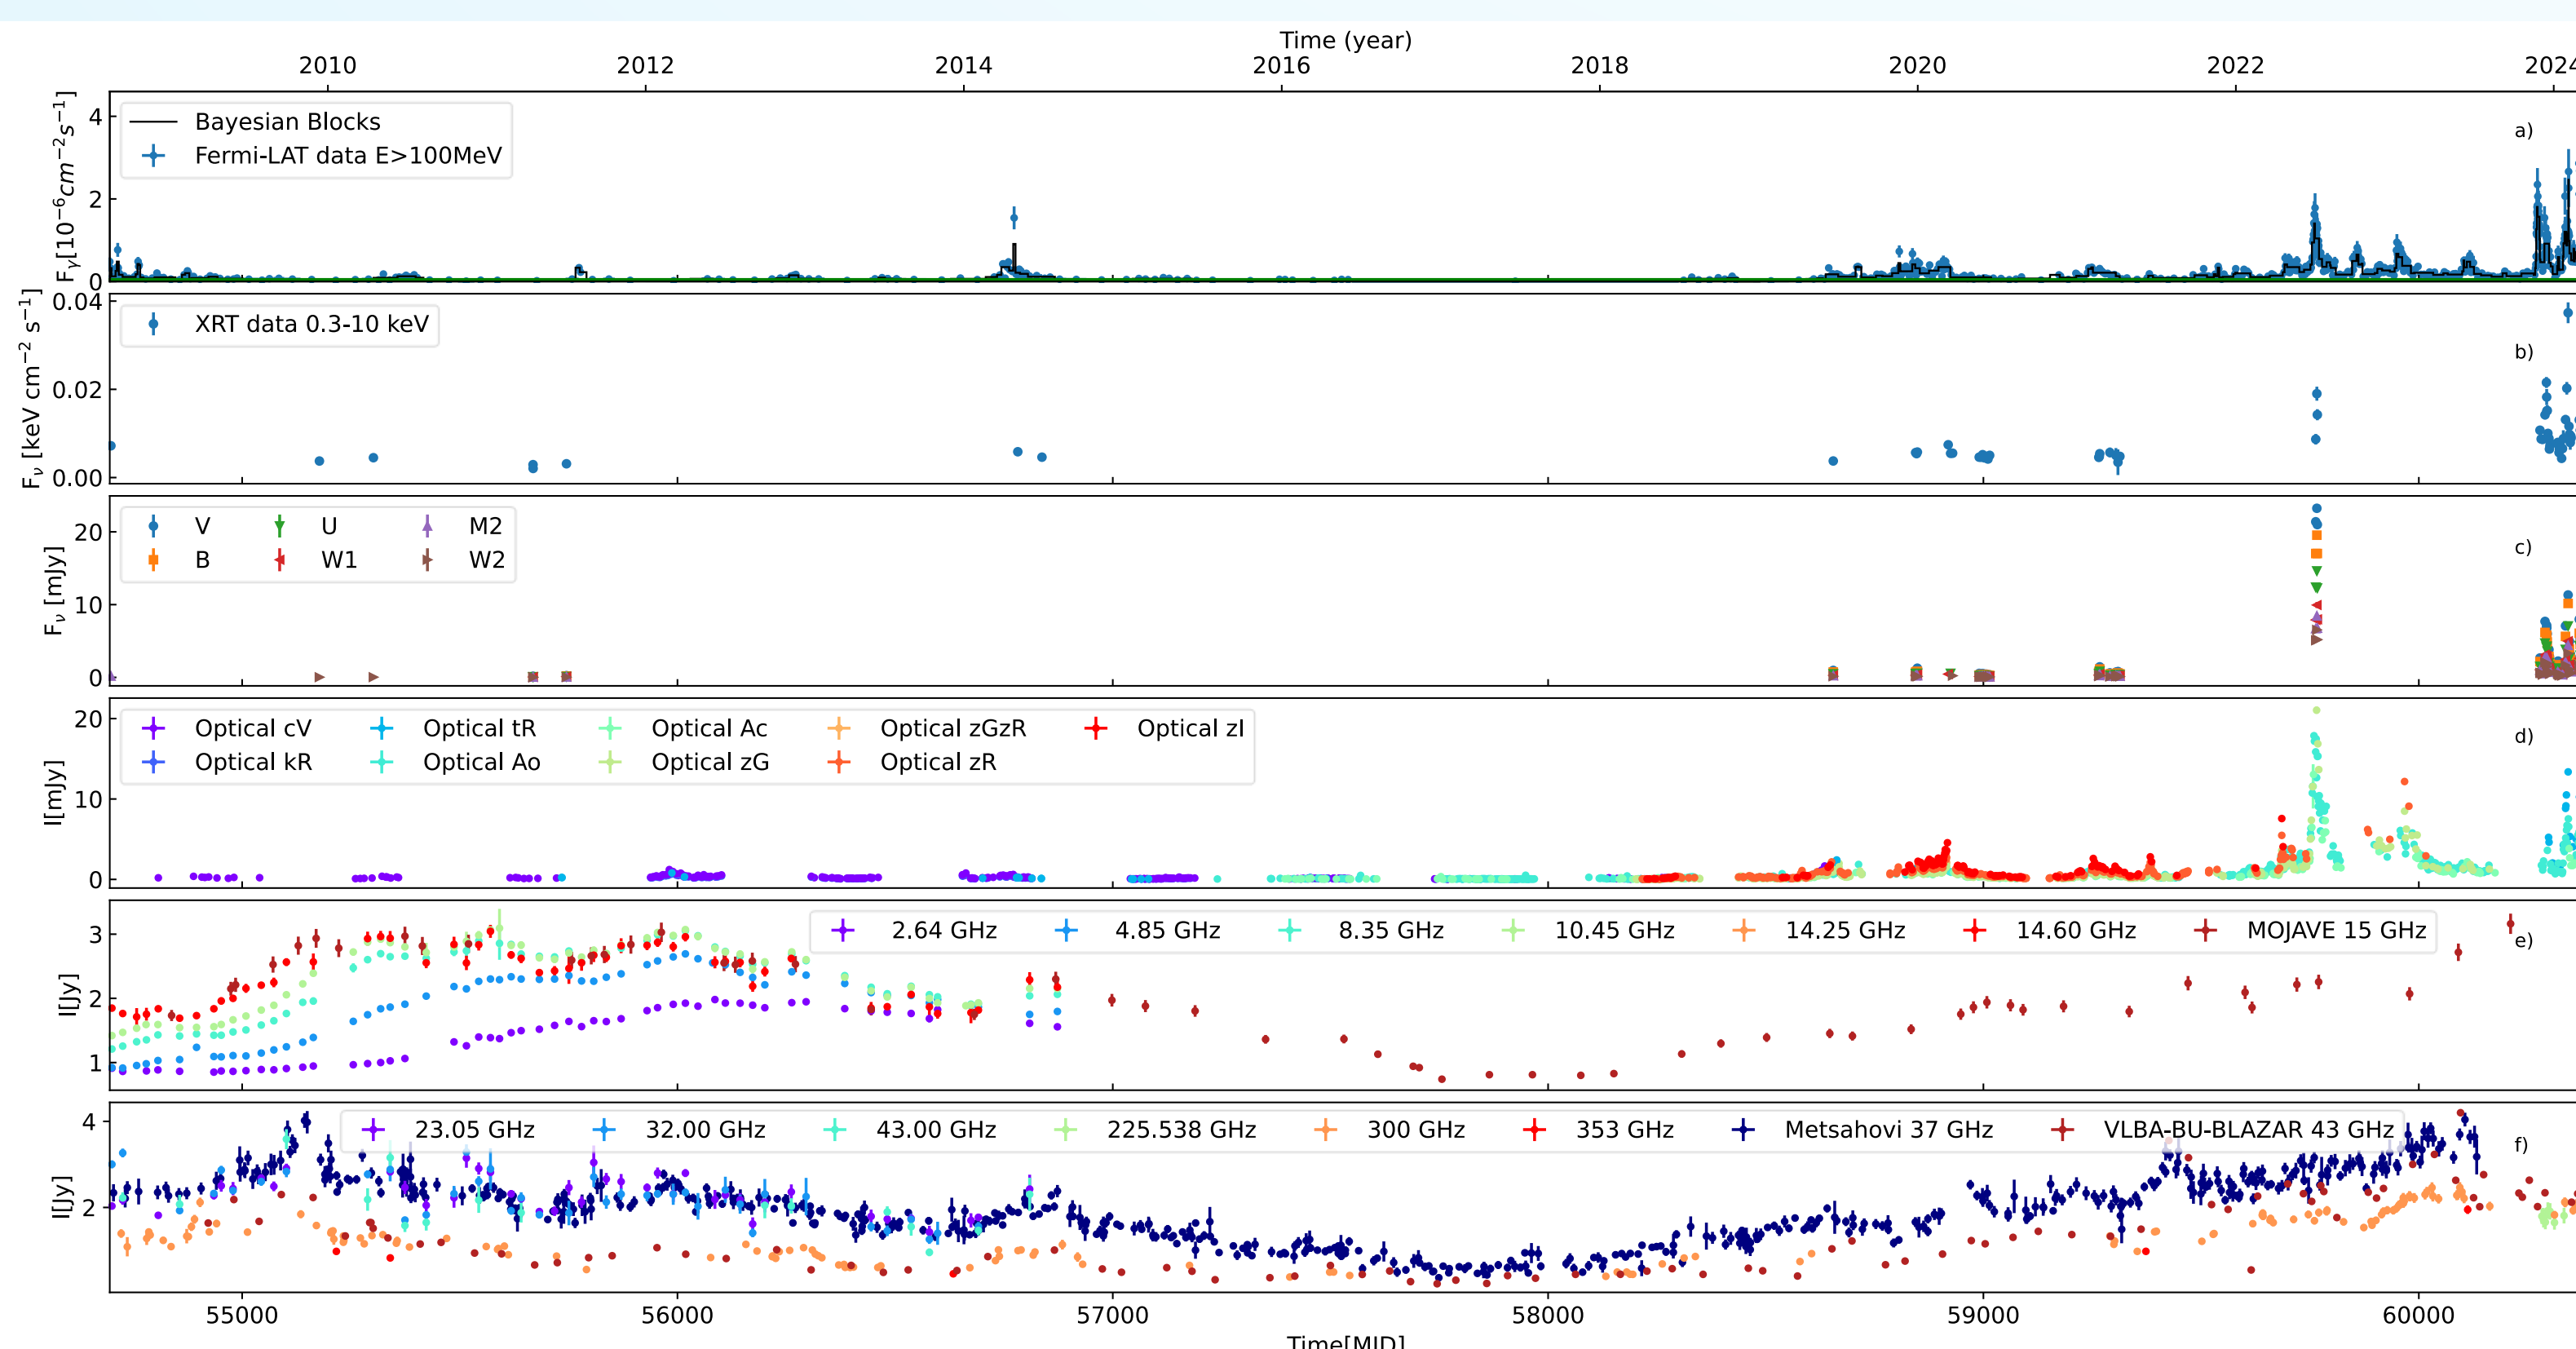 Time (year)
2010 2012 2014 2016 2018 2020 2022 2024
Fγ[10⁻⁶cm⁻²s⁻¹]
4
2
0
Bayesian Blocks
Fermi-LAT data E>100MeV
a)
Fν [keV cm⁻² s⁻¹]
0.04
0.02
0.00
XRT data 0.3-10 keV
b)
Fν [mJy]
20
10
0
V U M2
B W1 W2
c)
I[mJy]
20
10
0
Optical cV Optical tR Optical Ac Optical zGzR Optical zI
Optical kR Optical Ao Optical zG Optical zR
d)
I[Jy]
3
2
1
2.64 GHz 4.85 GHz 8.35 GHz 10.45 GHz 14.25 GHz 14.60 GHz MOJAVE 15 GHz
e)
I[Jy]
4
2
23.05 GHz 32.00 GHz 43.00 GHz 225.538 GHz 300 GHz 353 GHz Metsahovi 37 GHz VLBA-BU-BLAZAR 43 GHz
f)
55000 56000 57000 58000 59000 60000
Time[MJD]